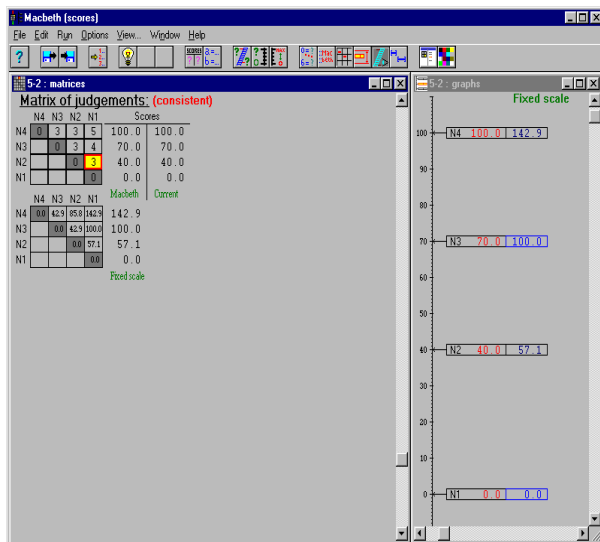 Macbeth (scores)
File Edit Run Options View... Window Help
5-2 : matrices
Matrix of judgements: (consistent)
N4 N3 N2 N1 Scores
N4 0 3 3 5 100.0 100.0
N3 0 3 4 70.0 70.0
N2 0 3 40.0 40.0
N1 0 0.0 0.0
Macbeth Current
N4 N3 N2 N1
N4 0.0 42.9 85.8 142.9 142.9
N3 0.0 42.9 100.0 100.0
N2 0.0 57.1 57.1
N1 0.0 0.0
Fixed scale
5-2 : graphs
Fixed scale
100 N4 100.0 142.9
90
80
70 N3 70.0 100.0
60
50
40 N2 40.0 57.1
30
20
10
0 N1 0.0 0.0